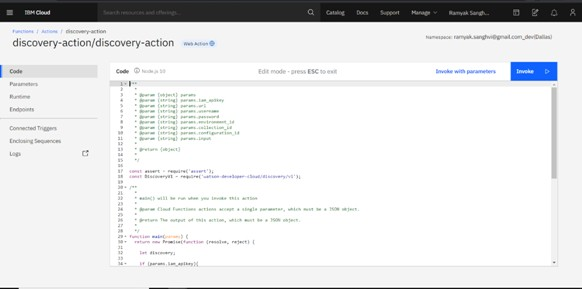 IBM Cloud
Search resources and offerings...
Catalog
Docs
Support
Manage
Ramyak Sangh...
Functions / Actions / discovery-action
discovery-action/discovery-action
Web Action
Namespace: ramyak.sanghvi@gmail.com_dev(Dallas)
Code
Parameters
Runtime
Endpoints
Connected Triggers
Enclosing Sequences
Logs
Code
Node.js 10
Edit mode - press ESC to exit
Invoke with parameters
Invoke
1 /**
2 *
3 * @param {object} params
4 * @param {string} params.iam_apikey
5 * @param {string} params.url
6 * @param {string} params.username
7 * @param {string} params.password
8 * @param {string} params.environment_id
9 * @param {string} params.collection_id
10 * @param {string} params.configuration_id
11 * @param {string} params.input
12 *
13 * @return {object}
14 *
15 */
16
17 const assert = require('assert');
18 const DiscoveryV1 = require('watson-developer-cloud/discovery/v1');
19
20 /**
21 *
22 * main() will be run when you invoke this action
23 *
24 * @param Cloud Functions actions accept a single parameter, which must be a JSON object.
25 *
26 * @return The output of this action, which must be a JSON object.
27 *
28 */
29 function main(params) {
30 return new Promise(function (resolve, reject) {
31
32 let discovery;
33
34 if (params.iam_apikey){